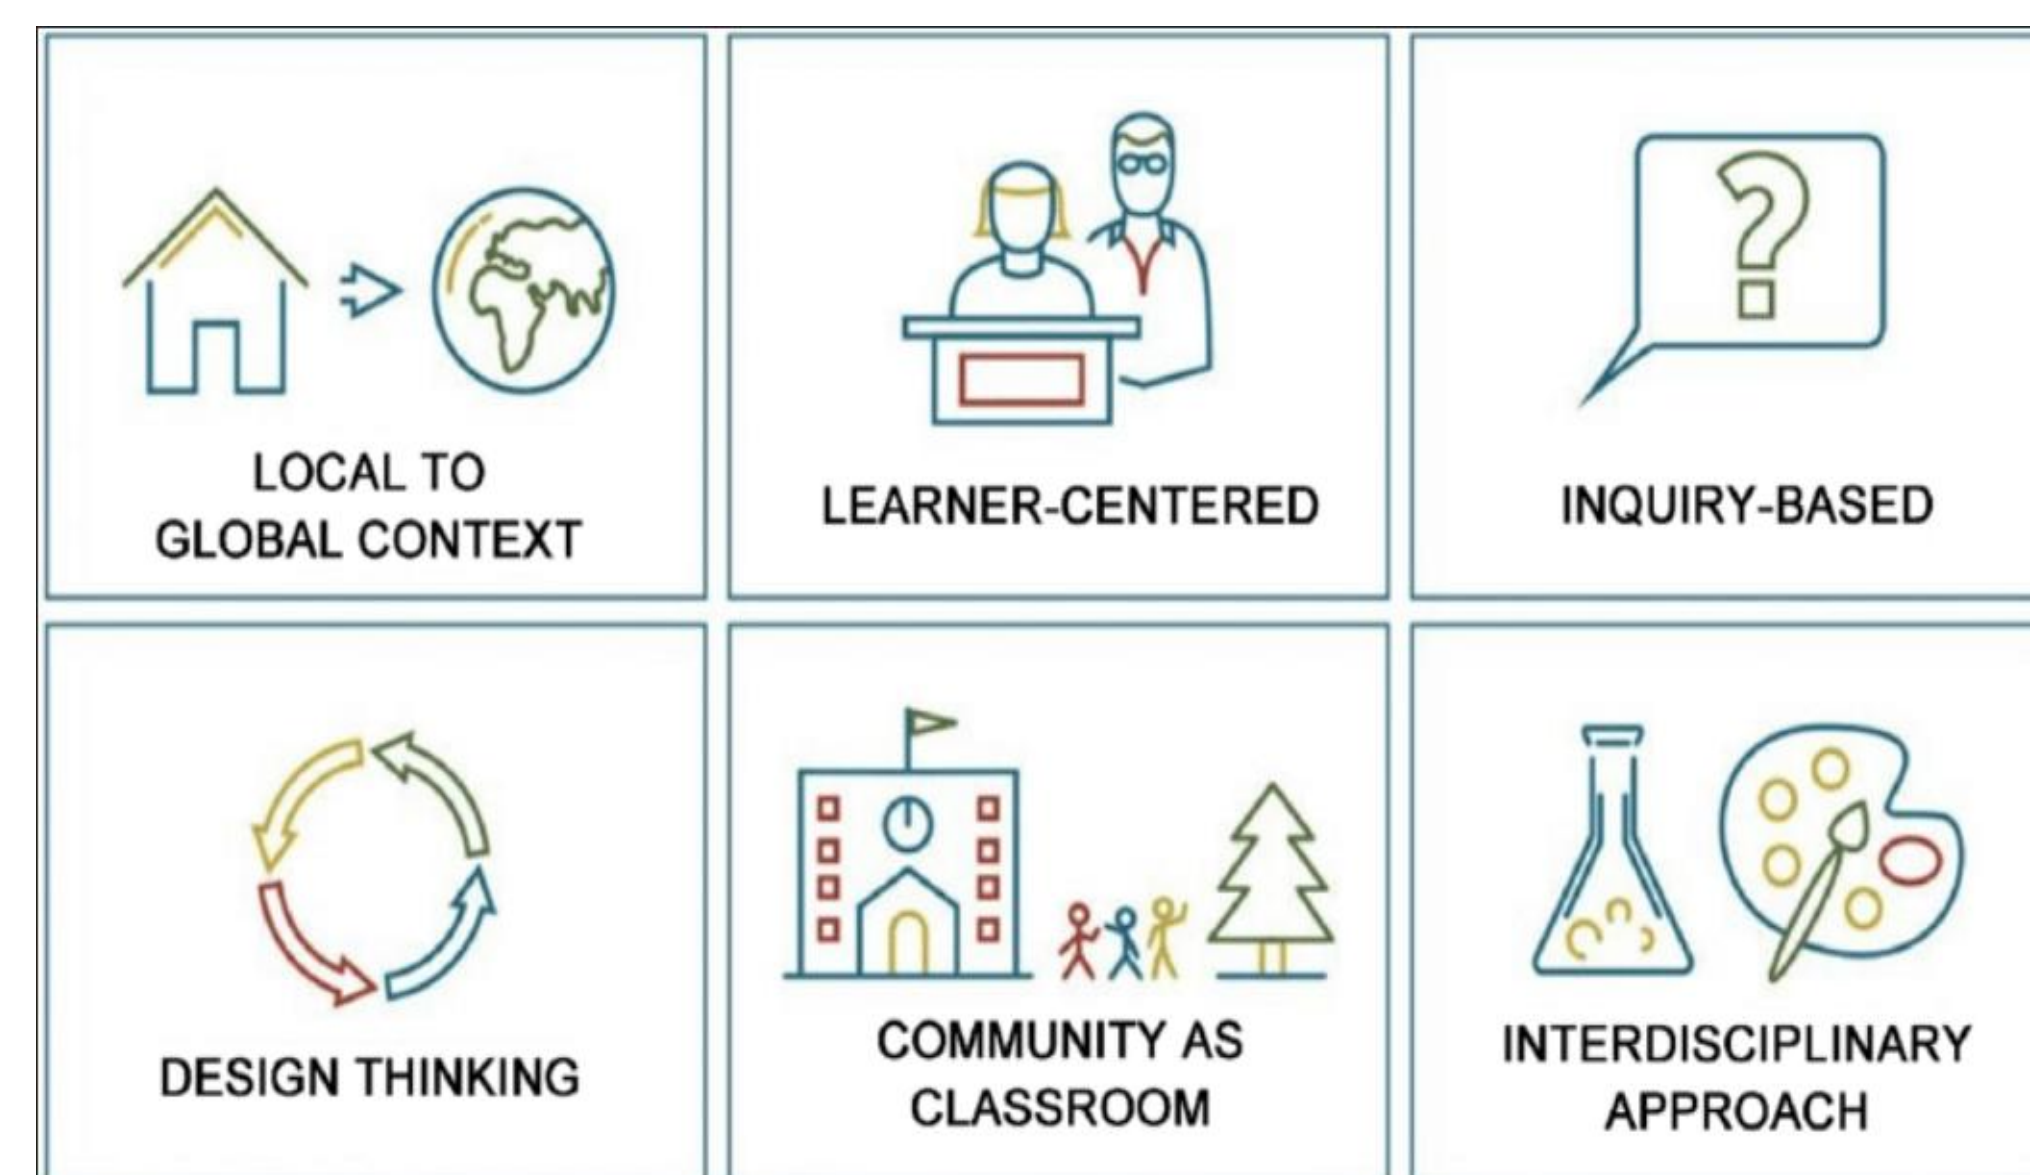 LOCAL TO
GLOBAL CONTEXT
LEARNER-CENTERED
INQUIRY-BASED
DESIGN THINKING
COMMUNITY AS
CLASSROOM
INTERDISCIPLINARY
APPROACH